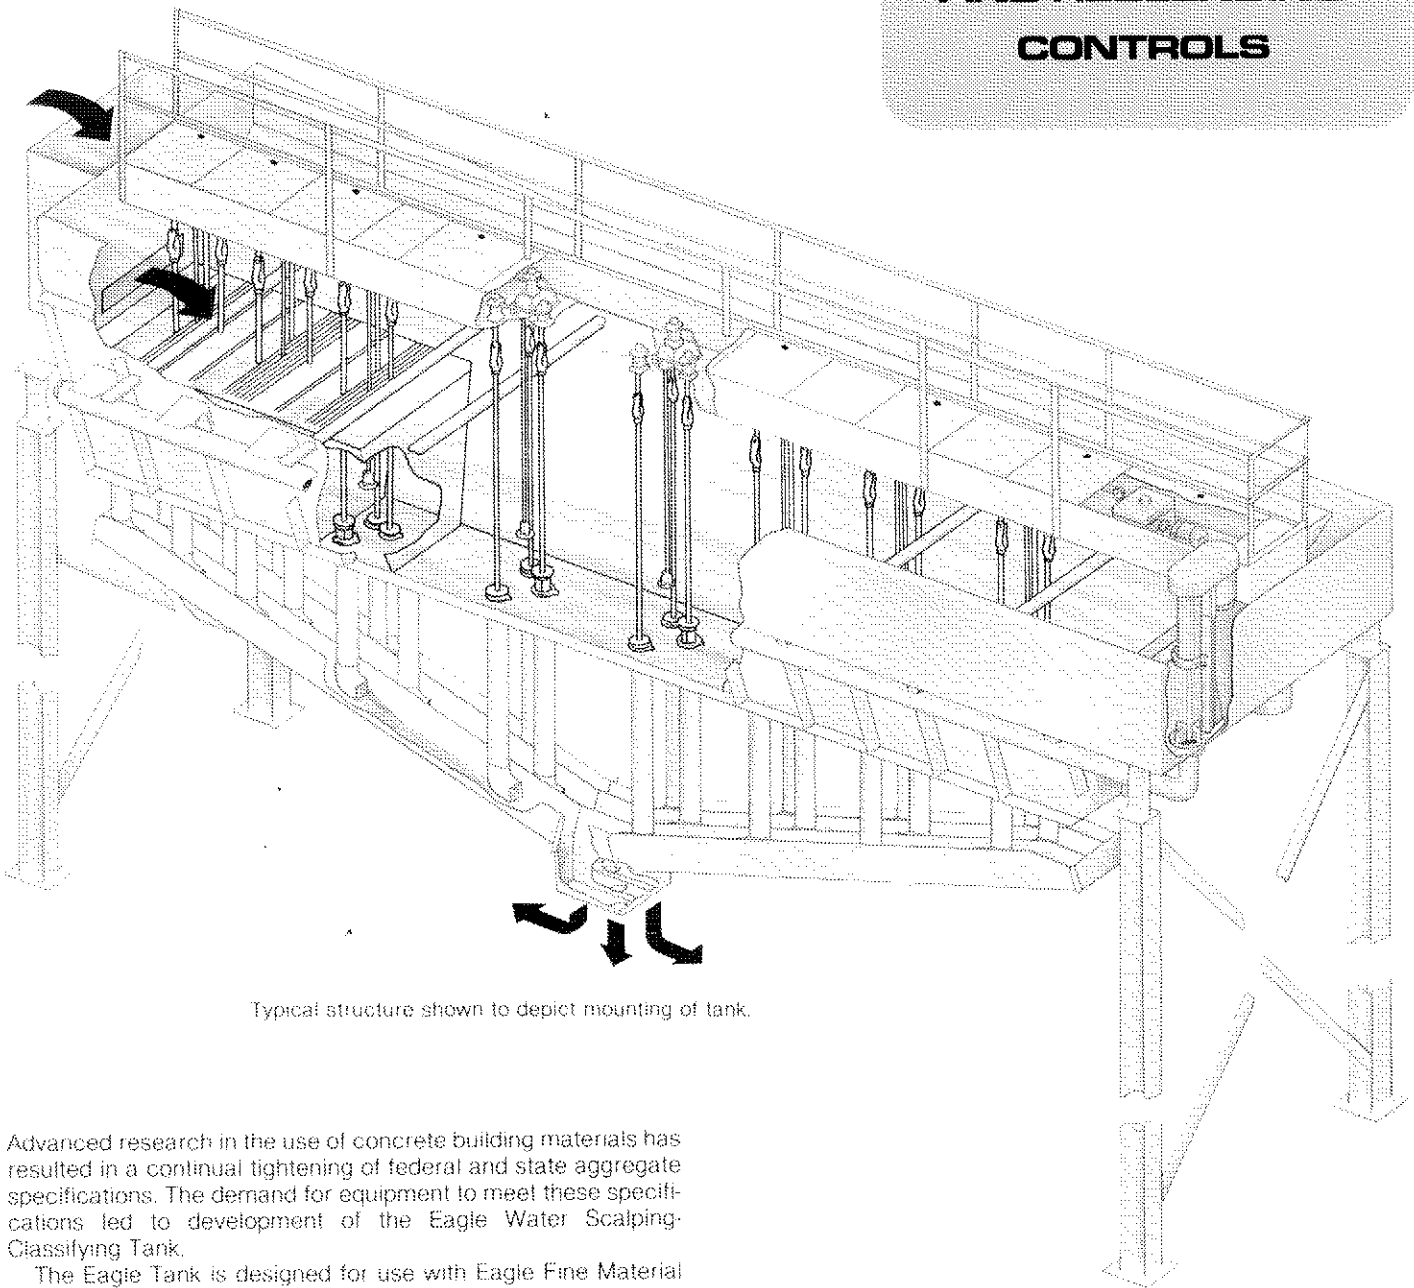 CONTROLS
Typical structure shown to depict mounting of tank.
Advanced research in the use of concrete building materials has
resulted in a continual tightening of federal and state aggregate
specifications. The demand for equipment to meet these specifi-
cations led to development of the Eagle Water Scalping-
Classifying Tank.
The Eagle Tank is designed for use with Eagle Fine Material